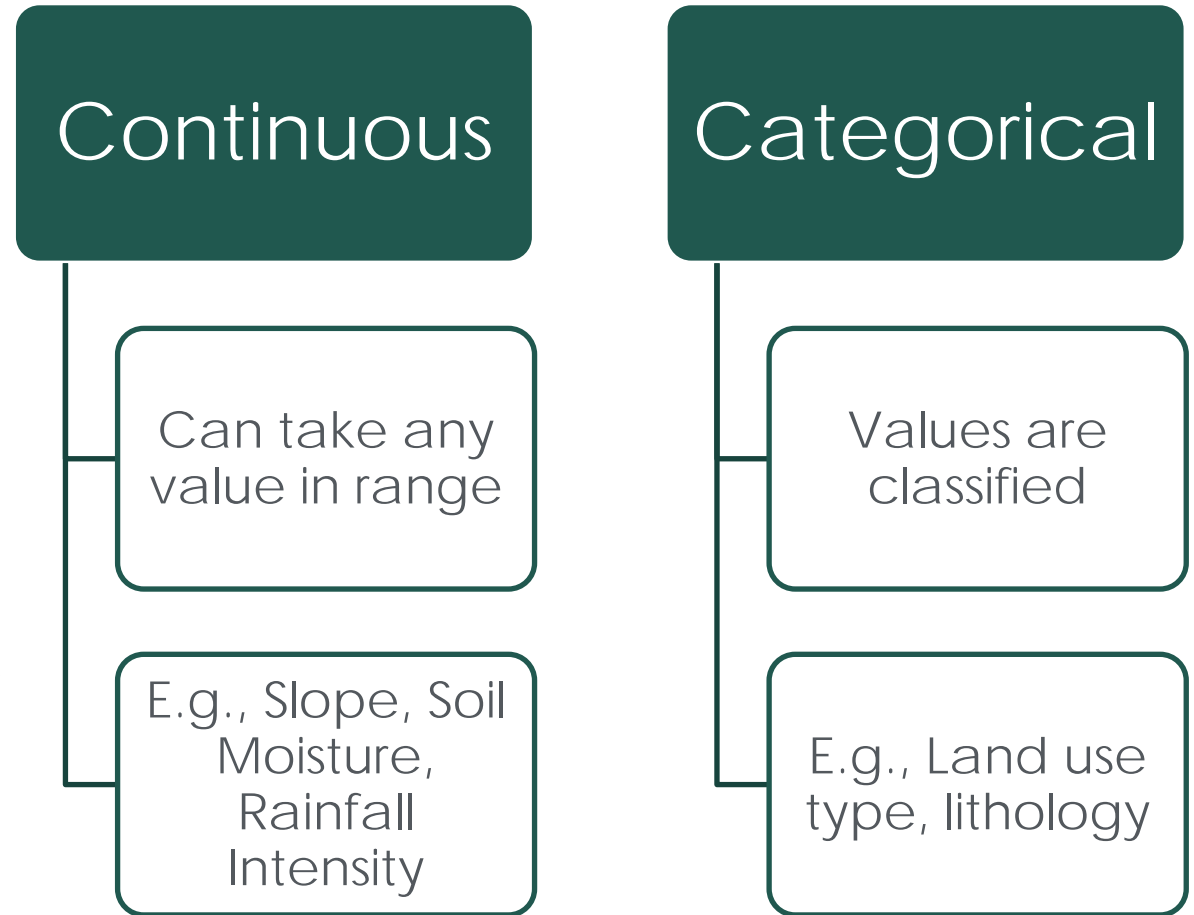 Continuous
Can take any
value in range
E.g., Slope, Soil
Moisture,
Rainfall
Intensity
Categorical
Values are
classified
E.g., Land use
type, lithology